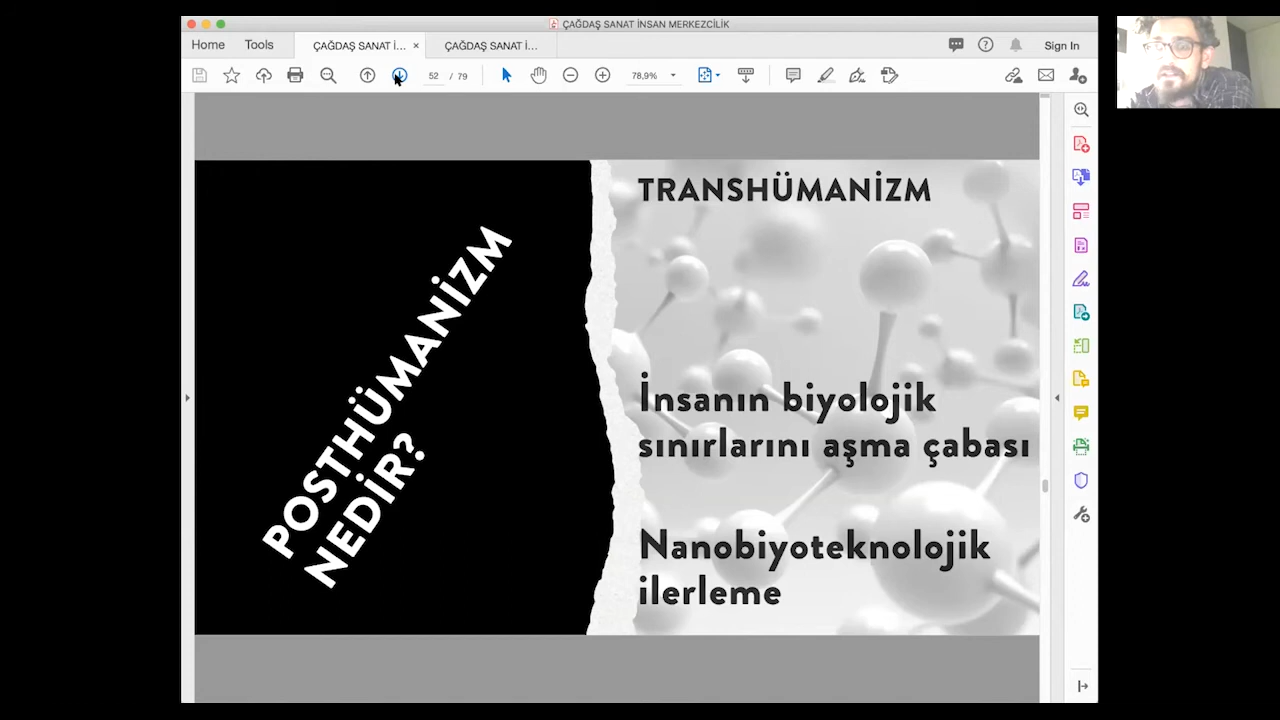 ÇAĞDAŞ SANAT İNSAN MERKEZCİLİK
Home Tools ÇAĞDAŞ SANAT İ... × ÇAĞDAŞ SANAT İ... Sign In
52 / 79 78,9%
POSTHÜMANİZM
NEDİR?
TRANSHÜMANİZM
İnsanın biyolojik
sınırlarını aşma çabası
Nanobiyoteknolojik
ilerleme